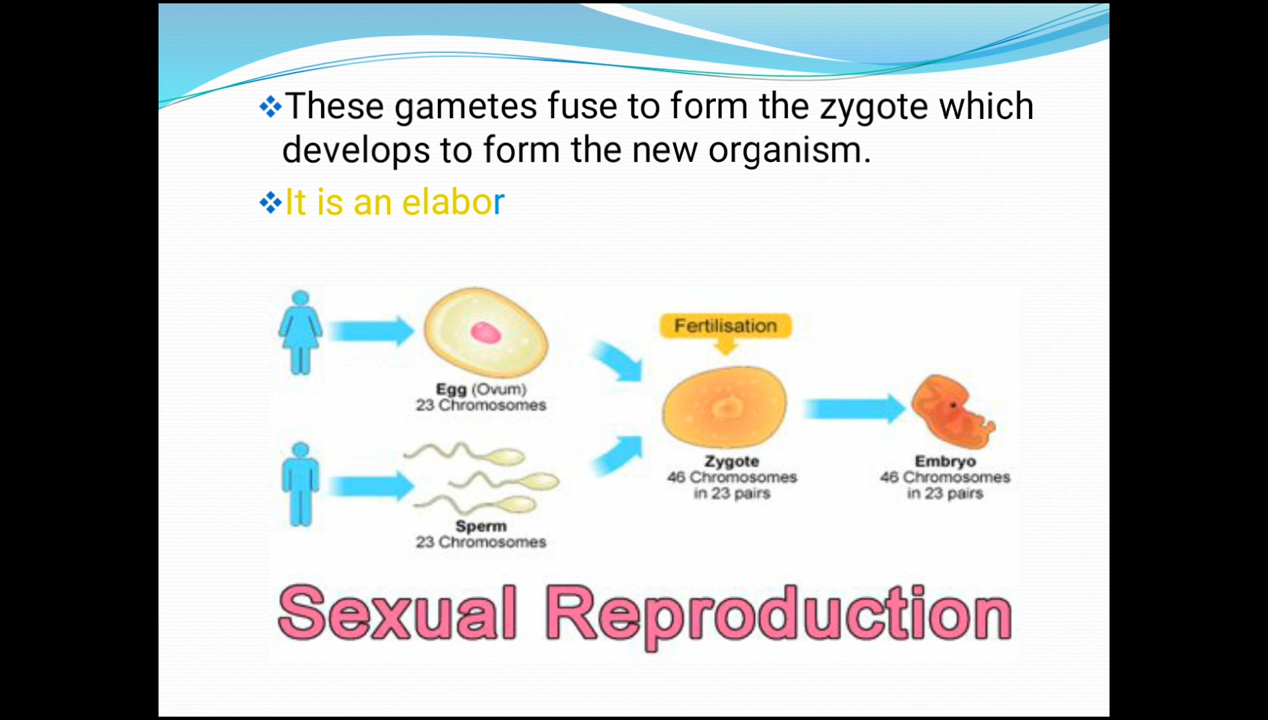 These gametes fuse to form the zygote which
develops to form the new organism.
It is an elabor
Fertilisation
Egg (Ovum)
23 Chromosomes
Zygote
46 Chromosomes
in 23 pairs
Embryo
46 Chromosomes
in 23 pairs
Sperm
23 Chromosomes
Sexual Reproduction